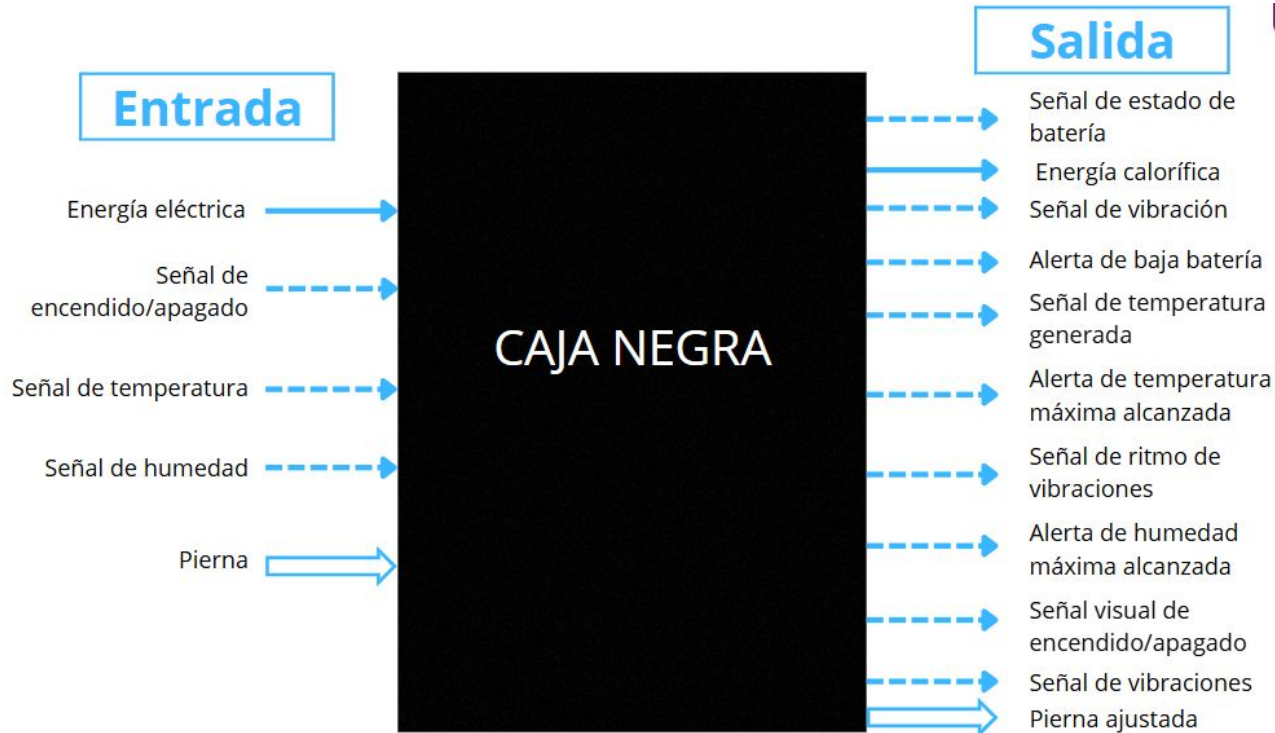 Entrada
Energía eléctrica
Señal de
encendido/apagado
Señal de temperatura
Señal de humedad
Pierna
CAJA NEGRA
Salida
Señal de estado de
batería
Energía calorífica
Señal de vibración
Alerta de baja batería
Señal de temperatura
generada
Alerta de temperatura
máxima alcanzada
Señal de ritmo de
vibraciones
Alerta de humedad
máxima alcanzada
Señal visual de
encendido/apagado
Señal de vibraciones
Pierna ajustada